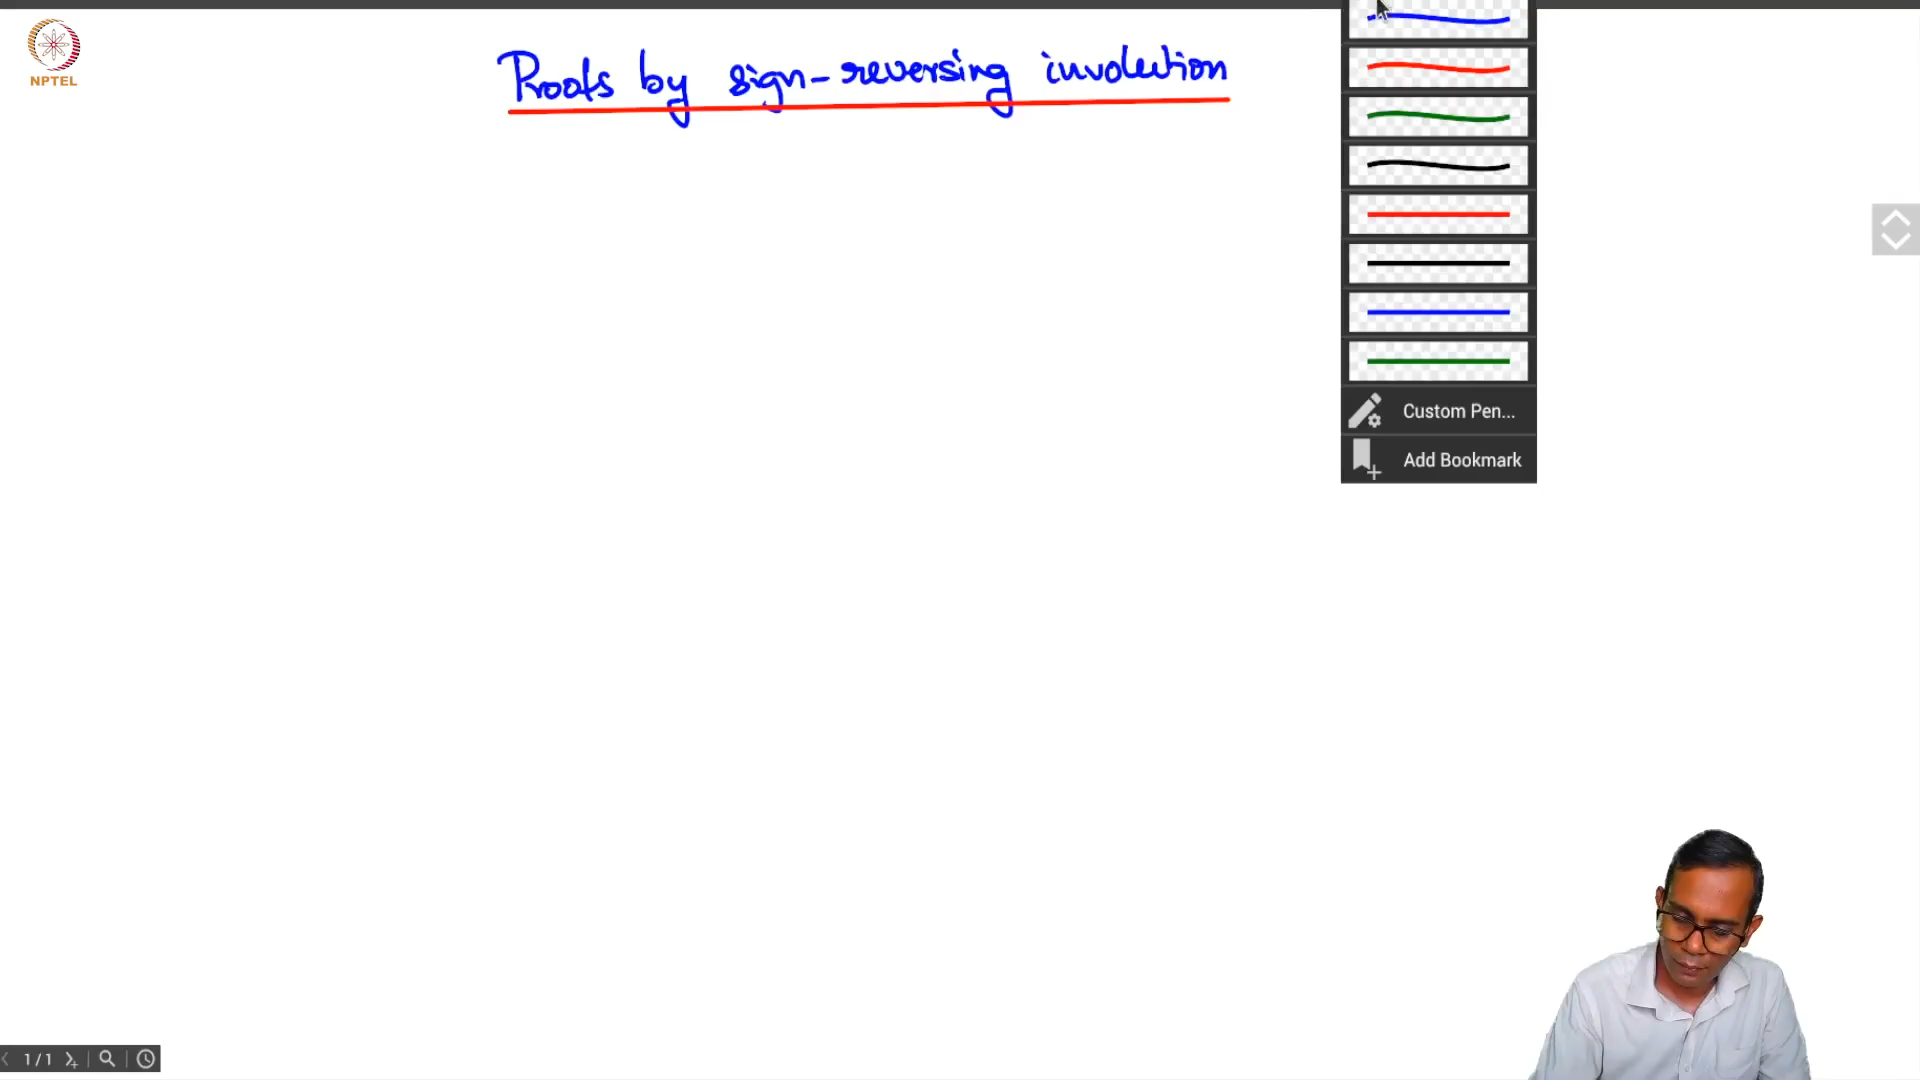 Proofs by sign-reversing involution
NPTEL
Custom Pen...
Add Bookmark
1/1